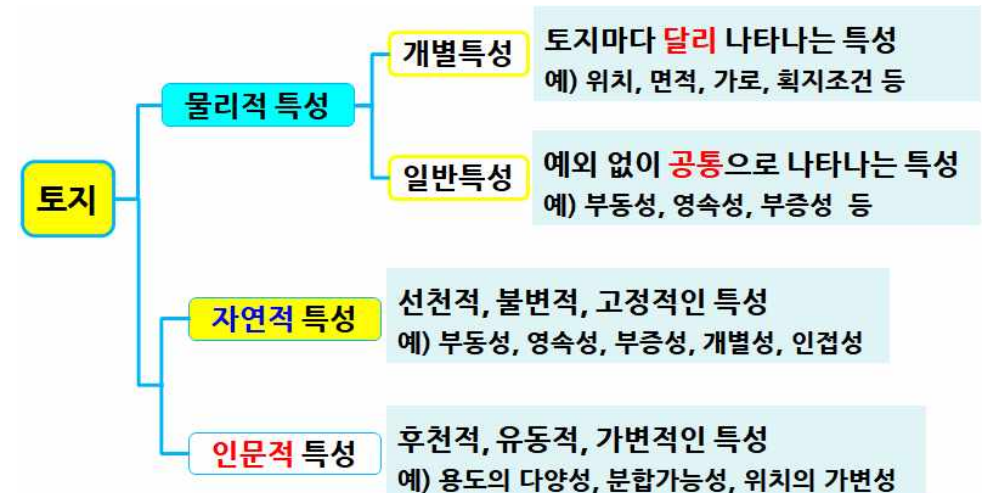 개별특성
토지마다 달리 나타나는 특성
예) 위치, 면적, 가로, 획지조건 등
물리적 특성
일반특성
예외 없이 공통으로 나타나는 특성
예) 부동성, 영속성, 부증성 등
토지
자연적 특성
선천적, 불변적, 고정적인 특성
예) 부동성, 영속성, 부증성, 개별성, 인접성
인문적 특성
후천적, 유동적, 가변적인 특성
예) 용도의 다양성, 분합가능성, 위치의 가변성